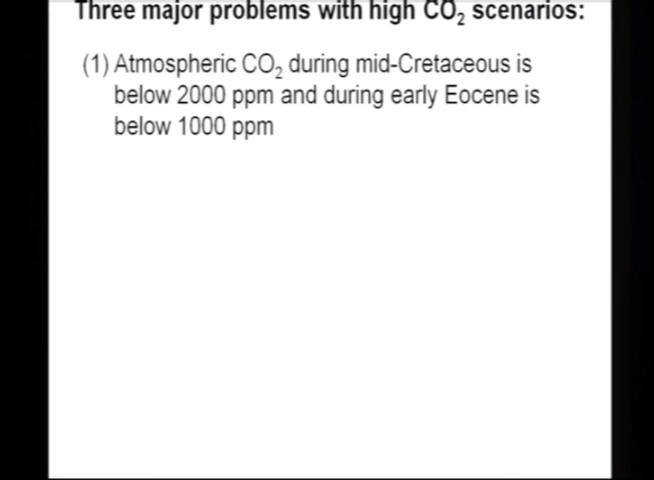 Three major problems with high CO₂ scenarios:
(1) Atmospheric CO₂ during mid-Cretaceous is
below 2000 ppm and during early Eocene is
below 1000 ppm